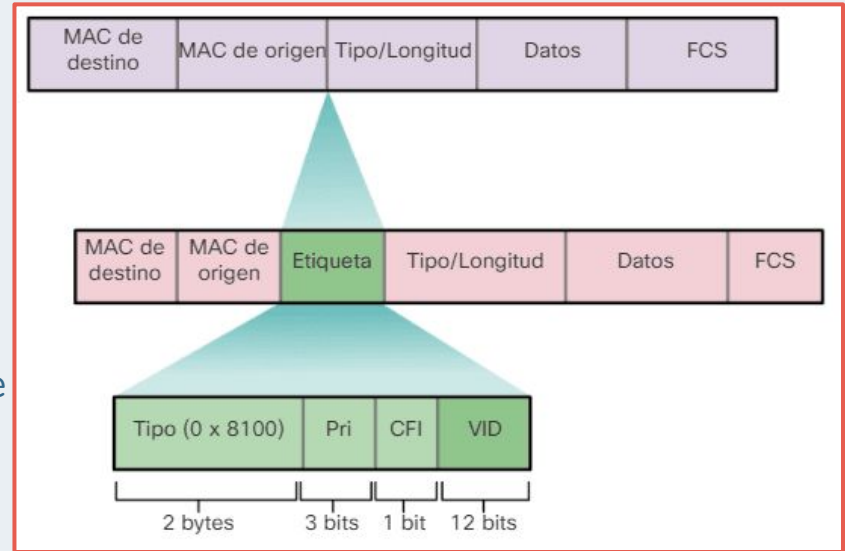 MAC de
destino
MAC de origen
Tipo/Longitud
Datos
FCS
MAC de
destino
MAC de
origen
Etiqueta
Tipo/Longitud
Datos
FCS
e
Tipo (0 x 8100)
Pri
CFI
VID
2 bytes
3 bits
1 bit
12 bits